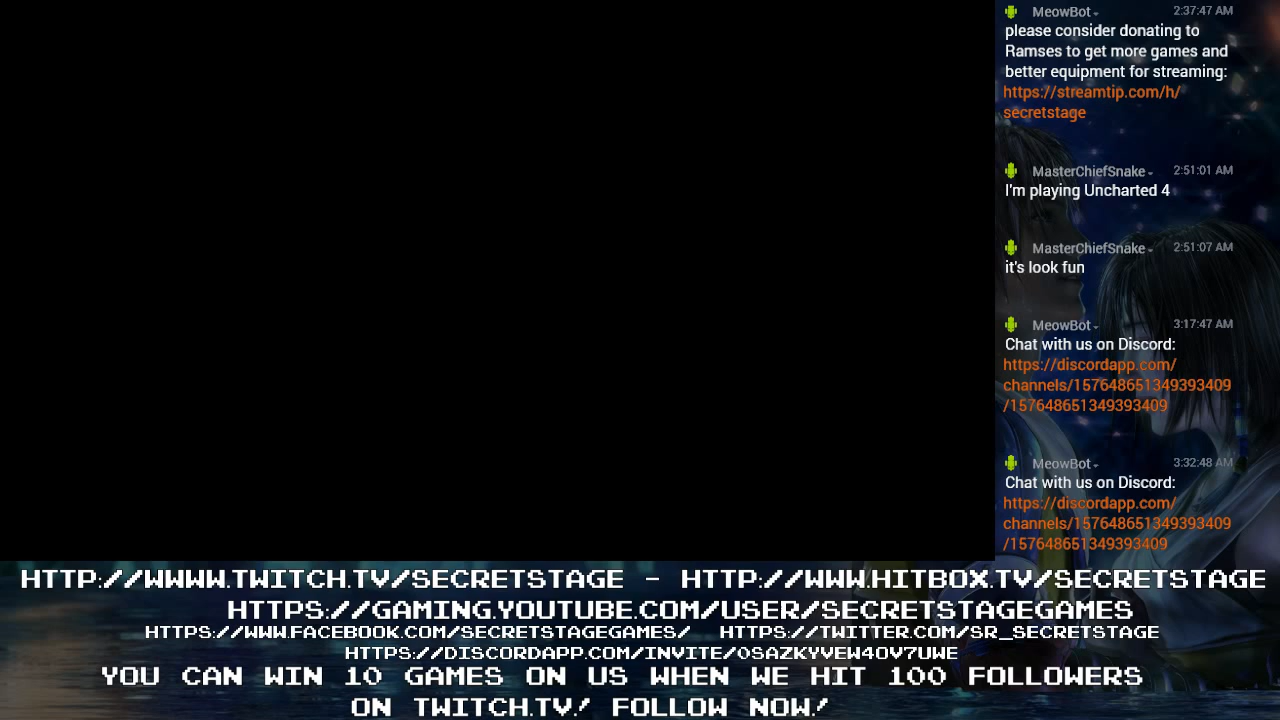 MeowBot 2:37:47 AM
please consider donating to
Ramses to get more games and
better equipment for streaming:
https://streamtip.com/h/
secretstage
MasterChiefSnake 2:51:01 AM
I'm playing Uncharted 4
MasterChiefSnake 2:51:07 AM
it's look fun
MeowBot 3:17:47 AM
Chat with us on Discord:
https://discordapp.com/
channels/157648651349393409
/157648651349393409
MeowBot 3:32:48 AM
Chat with us on Discord:
https://discordapp.com/
channels/157648651349393409
/157648651349393409
HTTP://WWWW.TWITCH.TV/SECRETSTAGE - HTTP://WWW.HITBOX.TV/SECRETSTAGE
HTTPS://GAMING.YOUTUBE.COM/USER/SECRETSTAGEGAMES
HTTPS://WWW.FACEBOOK.COM/SECRETSTAGEGAMES/ HTTPS://TWITTER.COM/SR_SECRETSTAGE
HTTPS://DISCORDAPP.COM/INVITE/0SAZKYVEW40V7UWE
YOU CAN WIN 10 GAMES ON US WHEN WE HIT 100 FOLLOWERS
ON TWITCH.TV! FOLLOW NOW!